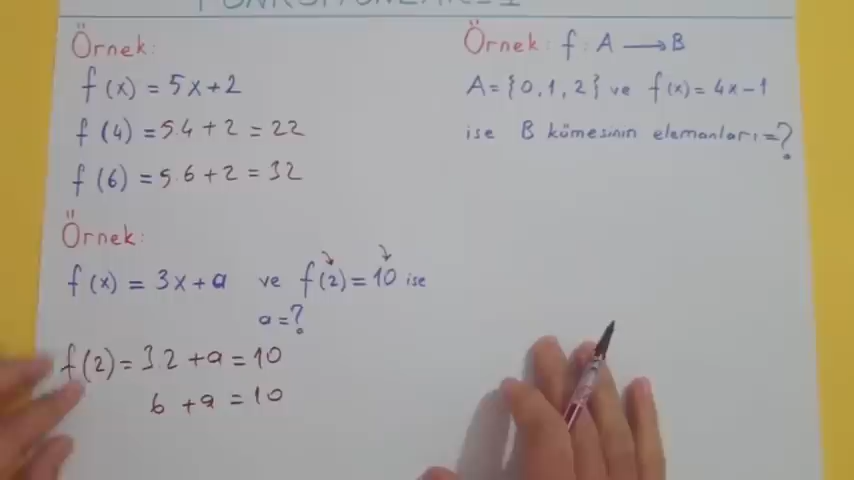 Örnek:
f(x) = 5x+2
f(4) = 5.4+2 = 22
f(6) = 5.6+2 = 32
Örnek:
f(x) = 3x+a ve f(2) = 10 ise
a = ?
f(2) = 3.2 +a = 10
6 +a = 10
Örnek: f: A → B
A = {0, 1, 2} ve f(x) = 4x-1
ise B kümesinin elemanları = ?